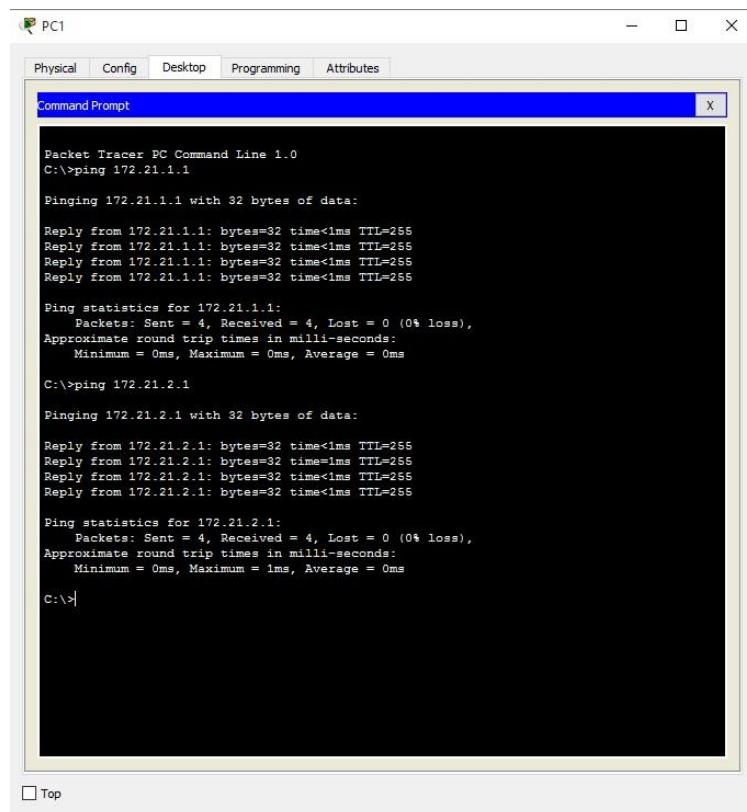 PC1
Physical Config Desktop Programming Attributes
Command Prompt X
Packet Tracer PC Command Line 1.0
C:\>ping 172.21.1.1
Pinging 172.21.1.1 with 32 bytes of data:
Reply from 172.21.1.1: bytes=32 time<1ms TTL=255
Reply from 172.21.1.1: bytes=32 time<1ms TTL=255
Reply from 172.21.1.1: bytes=32 time<1ms TTL=255
Reply from 172.21.1.1: bytes=32 time<1ms TTL=255
Ping statistics for 172.21.1.1:
Packets: Sent = 4, Received = 4, Lost = 0 (0% loss),
Approximate round trip times in milli-seconds:
Minimum = 0ms, Maximum = 0ms, Average = 0ms
C:\>ping 172.21.2.1
Pinging 172.21.2.1 with 32 bytes of data:
Reply from 172.21.2.1: bytes=32 time<1ms TTL=255
Reply from 172.21.2.1: bytes=32 time=1ms TTL=255
Reply from 172.21.2.1: bytes=32 time<1ms TTL=255
Reply from 172.21.2.1: bytes=32 time<1ms TTL=255
Ping statistics for 172.21.2.1:
Packets: Sent = 4, Received = 4, Lost = 0 (0% loss),
Approximate round trip times in milli-seconds:
Minimum = 0ms, Maximum = 1ms, Average = 0ms
C:\>
Top